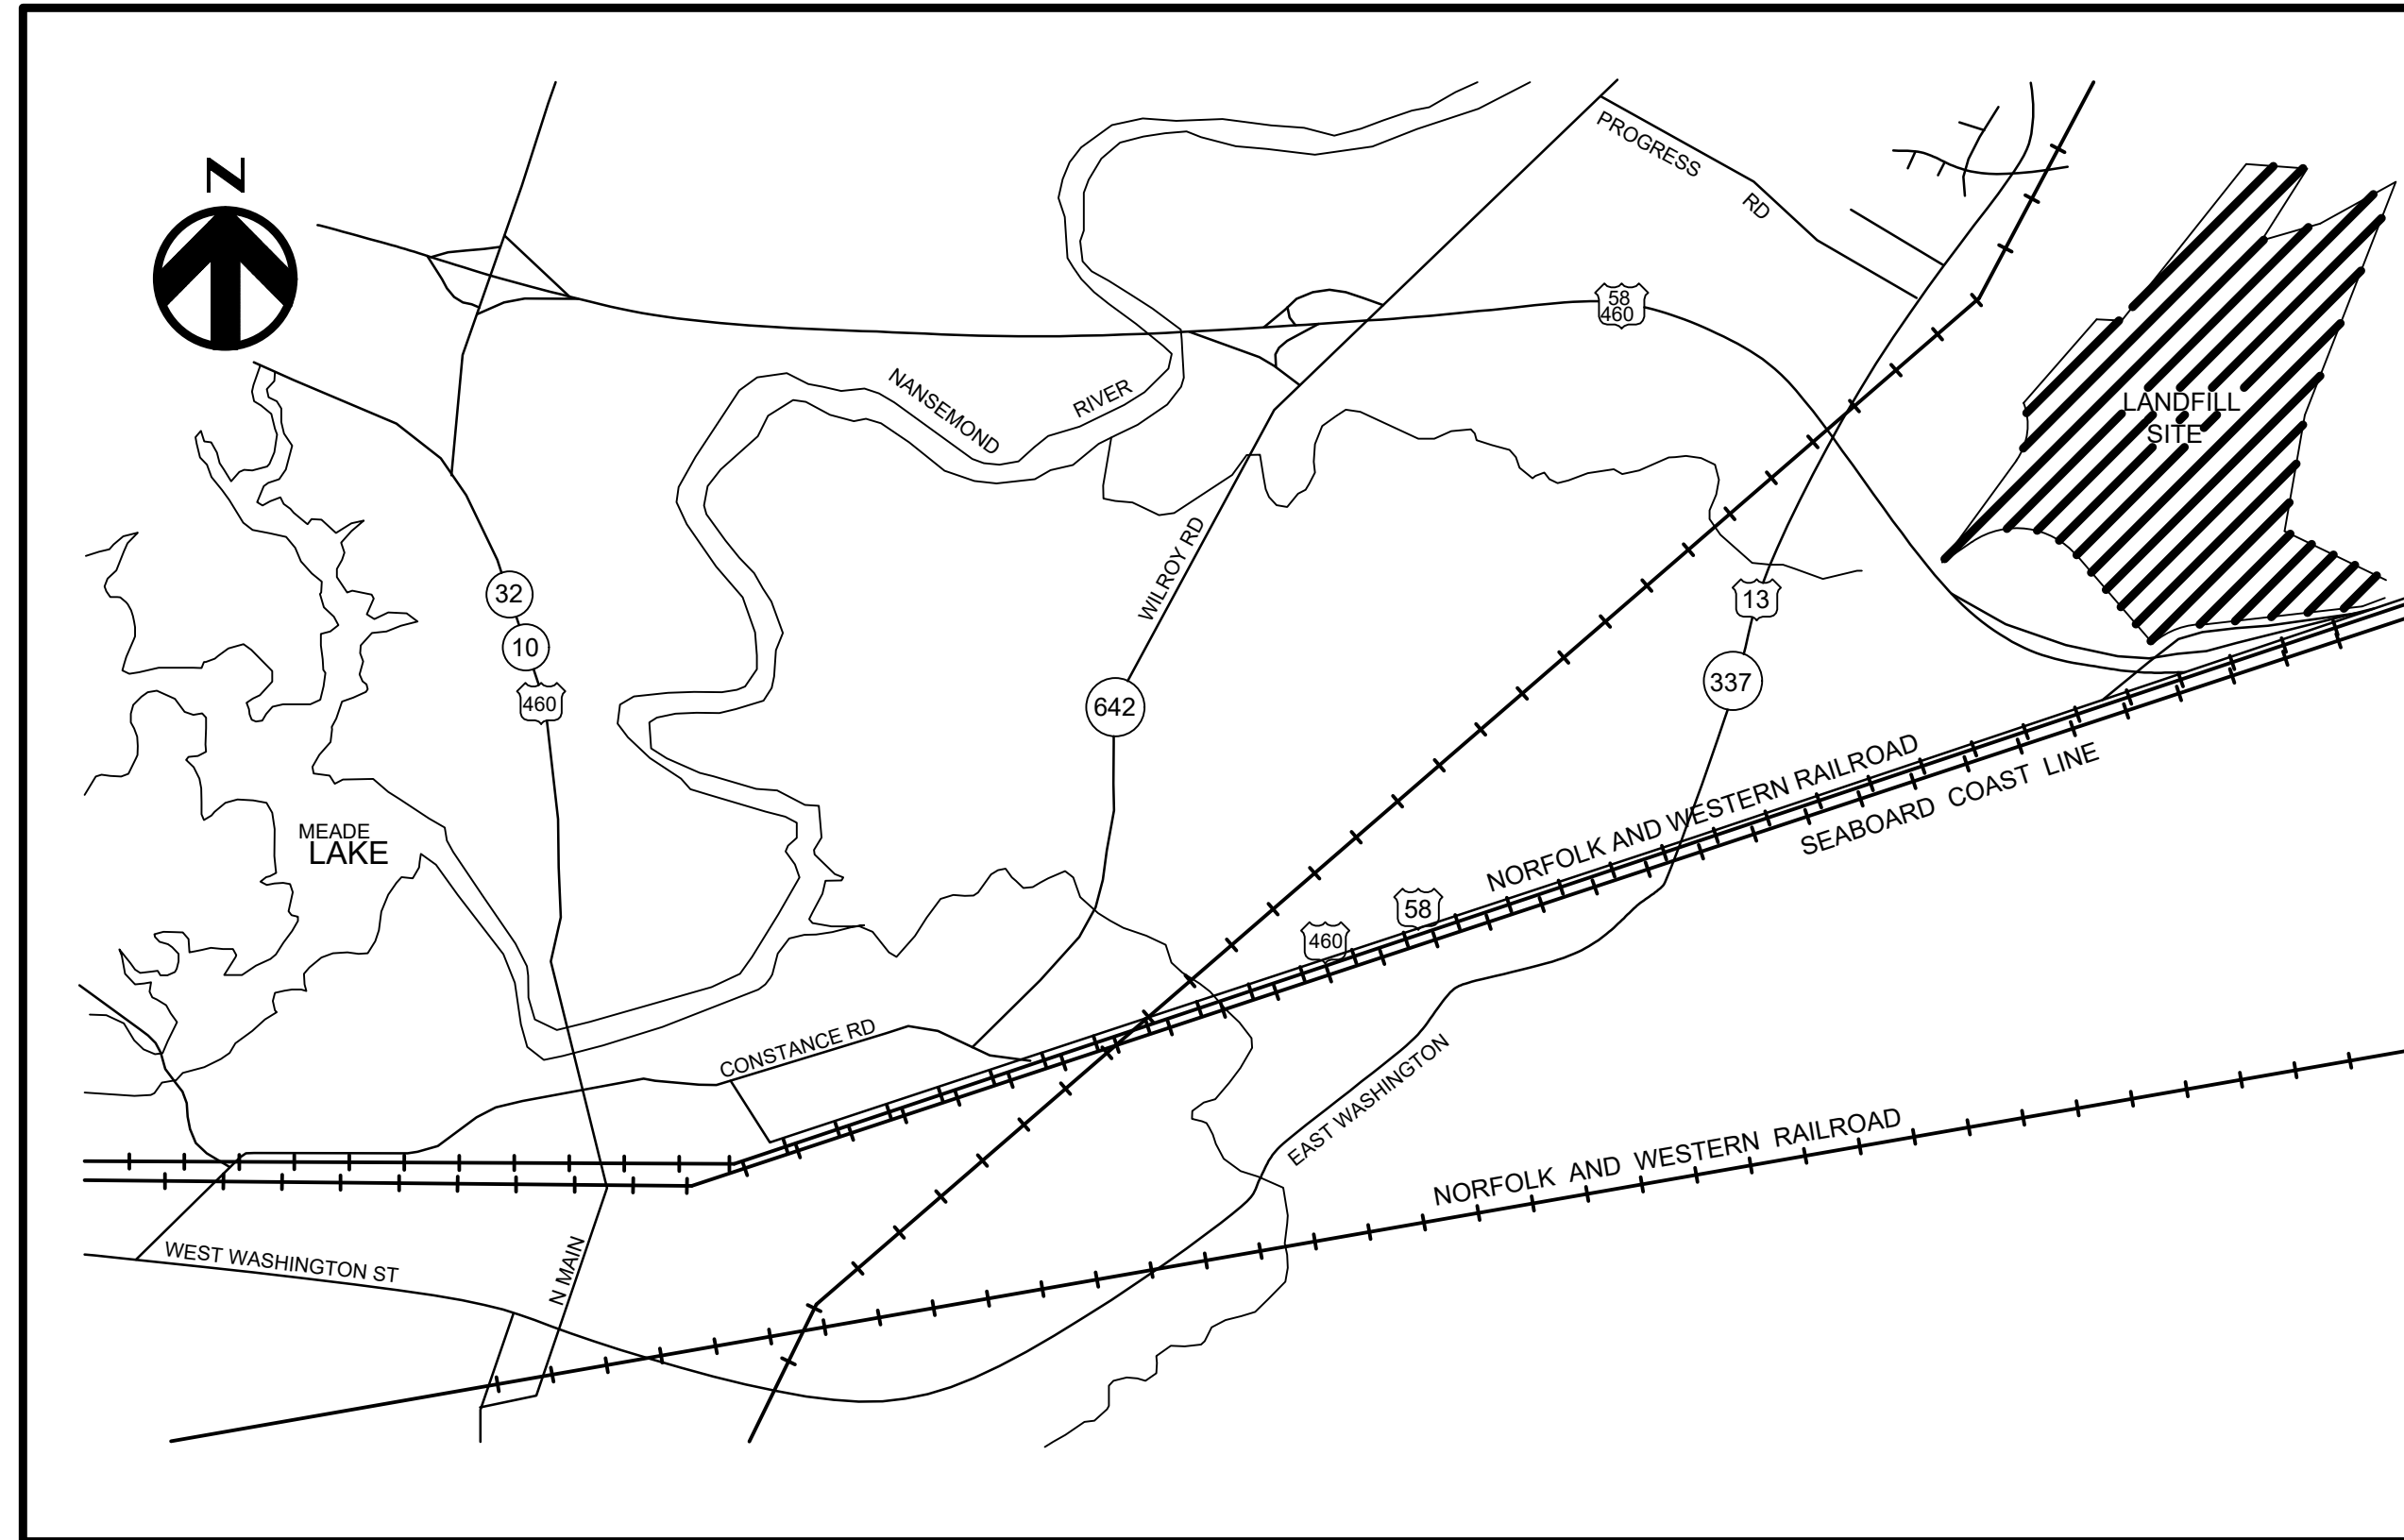 N
PROGRESS
RD
58
460
NANSEMOND
RIVER
LANDFILL
SITE
WILROY RD
32
10
460
13
337
642
NORFOLK AND WESTERN RAILROAD
SEABOARD COAST LINE
MEADE
LAKE
58
460
CONSTANCE RD
EAST WASHINGTON
NORFOLK AND WESTERN RAILROAD
WEST WASHINGTON ST
N MAIN